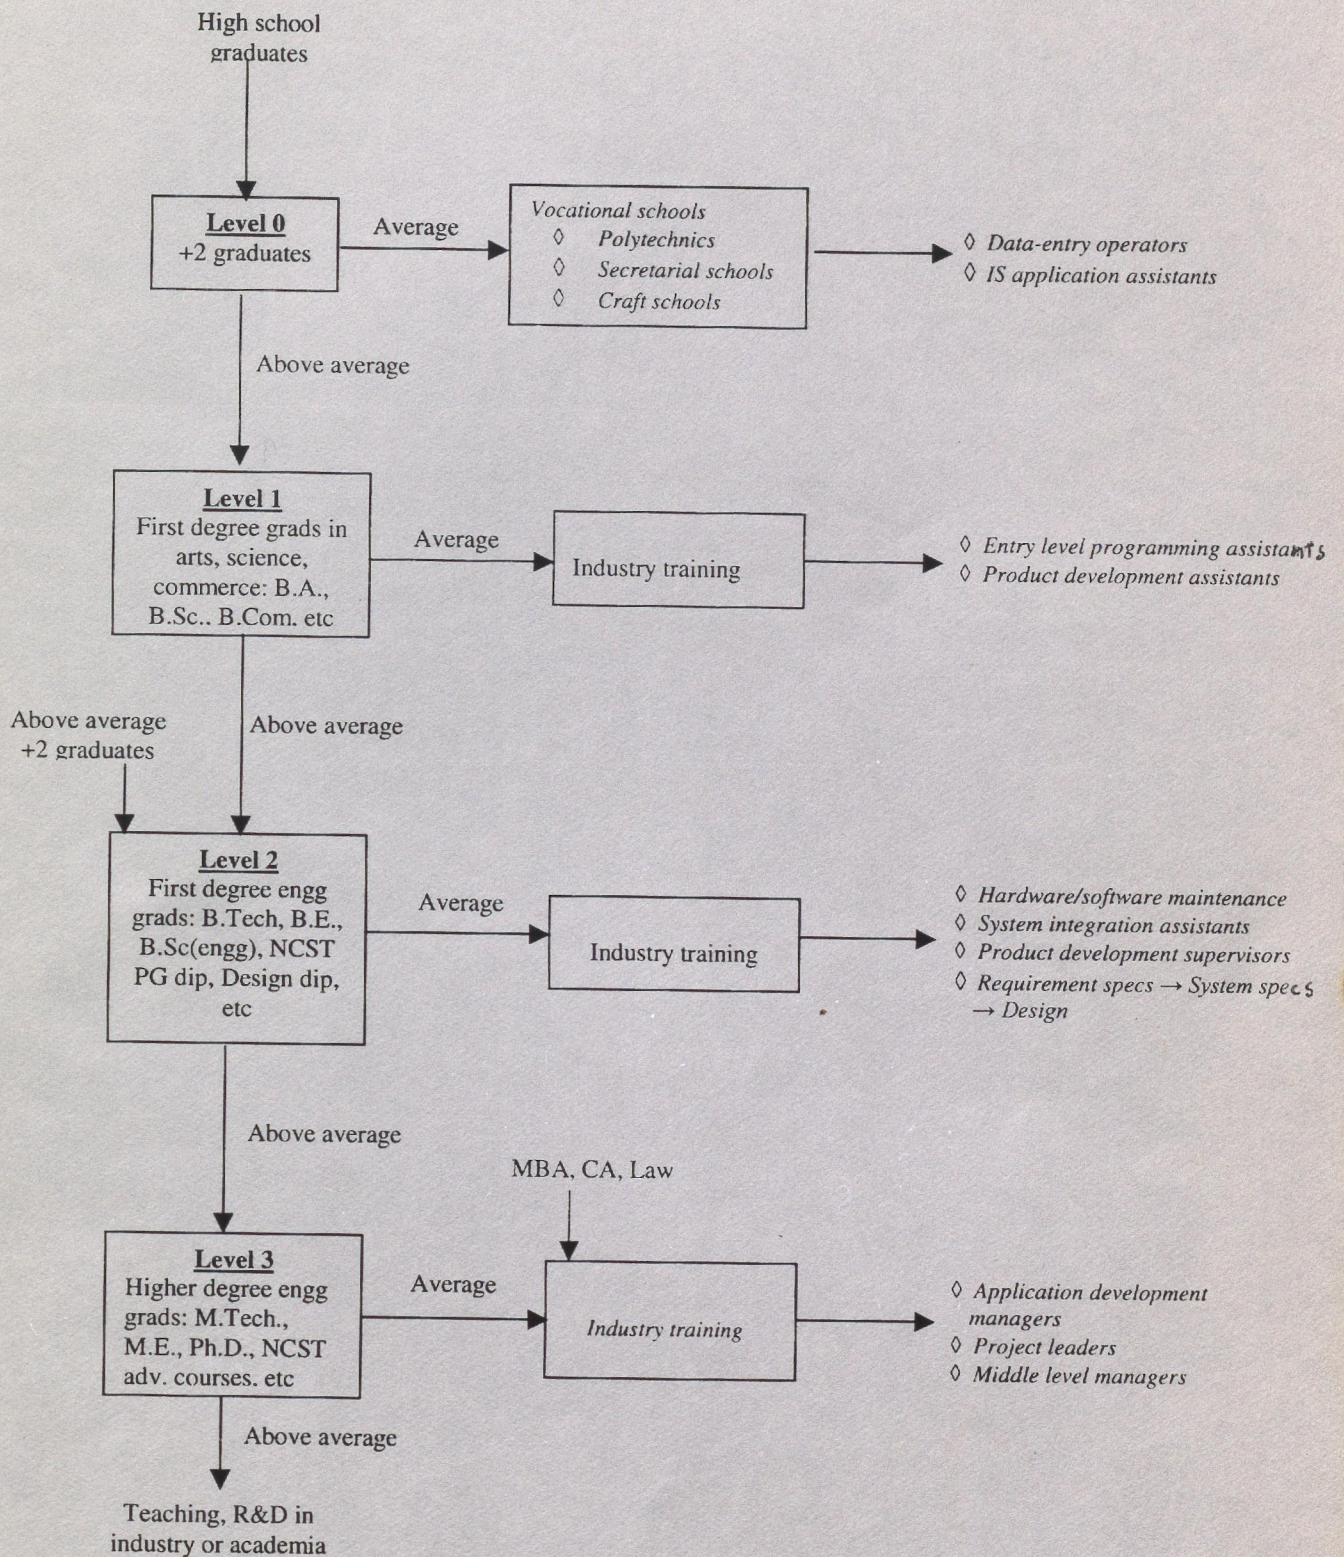 High school
graduates
Level 0
+2 graduates
Average
Vocational schools
◊ Polytechnics
◊ Secretarial schools
◊ Craft schools
◊ Data-entry operators
◊ IS application assistants
Above average
Level 1
First degree grads in
arts, science,
commerce: B.A.,
B.Sc.. B.Com. etc
Average
Industry training
◊ Entry level programming assistants
◊ Product development assistants
Above average
+2 graduates
Above average
Level 2
First degree engg
grads: B.Tech, B.E.,
B.Sc(engg), NCST
PG dip, Design dip,
etc
Average
Industry training
◊ Hardware/software maintenance
◊ System integration assistants
◊ Product development supervisors
◊ Requirement specs → System specs
→ Design
Above average
MBA, CA, Law
Level 3
Higher degree engg
grads: M.Tech.,
M.E., Ph.D., NCST
adv. courses. etc
Average
Industry training
◊ Application development
managers
◊ Project leaders
◊ Middle level managers
Above average
Teaching, R&D in
industry or academia